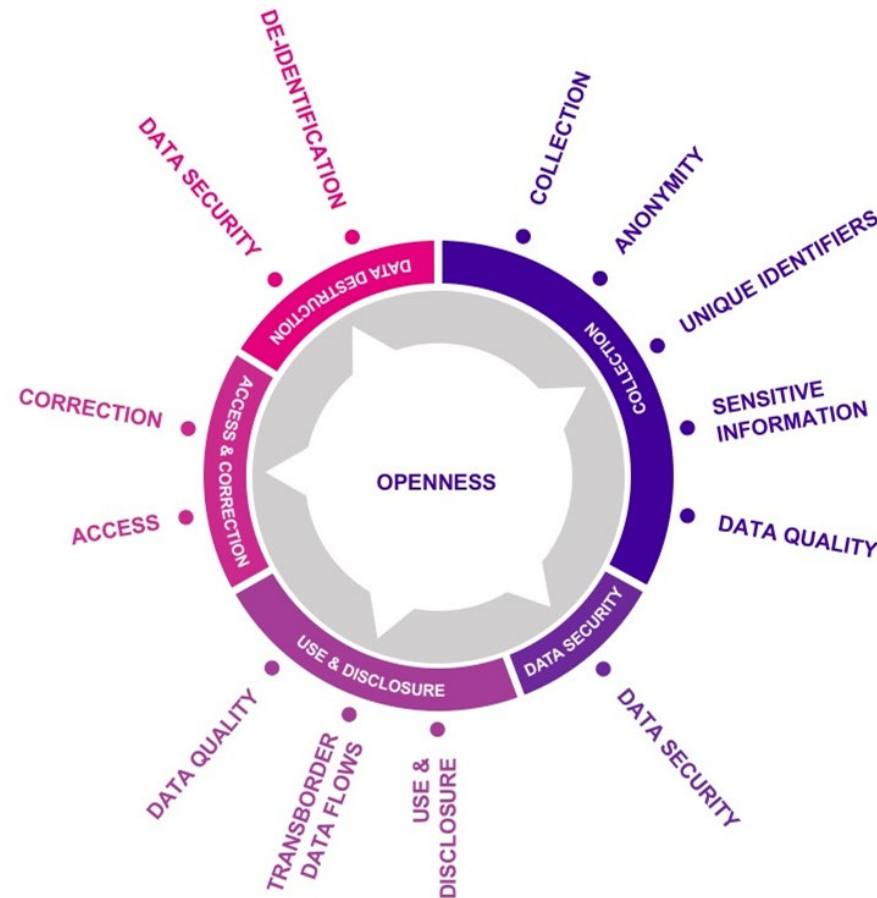 DE-IDENTIFICATION
DATA SECURITY
COLLECTION
ANONYMITY
UNIQUE IDENTIFIERS
SENSITIVE
INFORMATION
DATA QUALITY
DATA DESTRUCTION
COLLECTION
CORRECTION
ACCESS
ACCESS & CORRECTION
OPENNESS
DATA SECURITY
USE & DISCLOSURE
DATA QUALITY
TRANSBORDER
DATA FLOWS
USE &
DISCLOSURE
DATA SECURITY